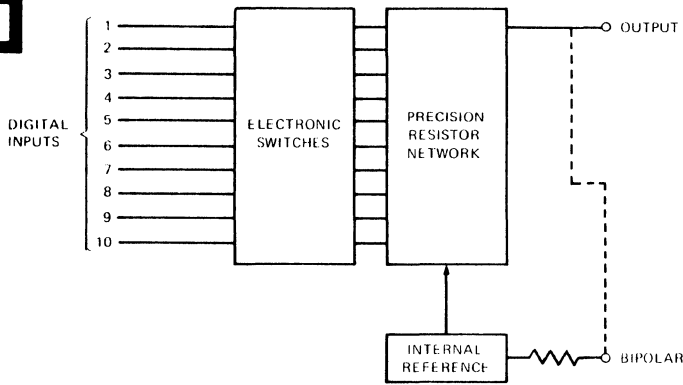 1
2
3
4
5
6
7
8
9
10
DIGITAL
INPUTS
ELECTRONIC
SWITCHES
PRECISION
RESISTOR
NETWORK
OUTPUT
INTERNAL
REFERENCE
BIPOLAR